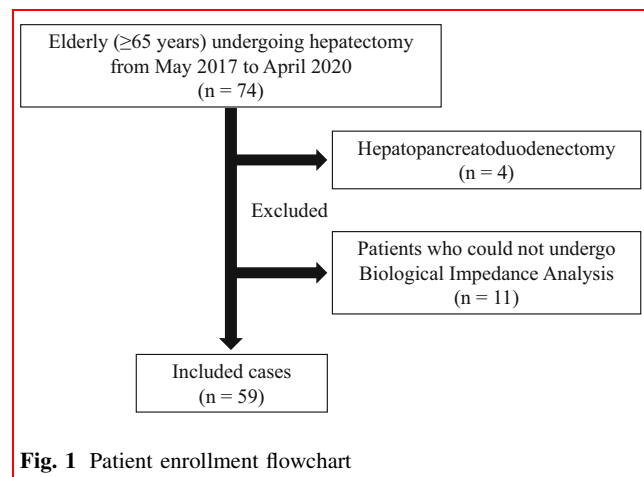 Elderly (≥65 years) undergoing hepatectomy
from May 2017 to April 2020
(n = 74)
Hepatopancreatoduodenectomy
(n = 4)
Excluded
Patients who could not undergo
Biological Impedance Analysis
(n = 11)
Included cases
(n = 59)
Fig. 1 Patient enrollment flowchart